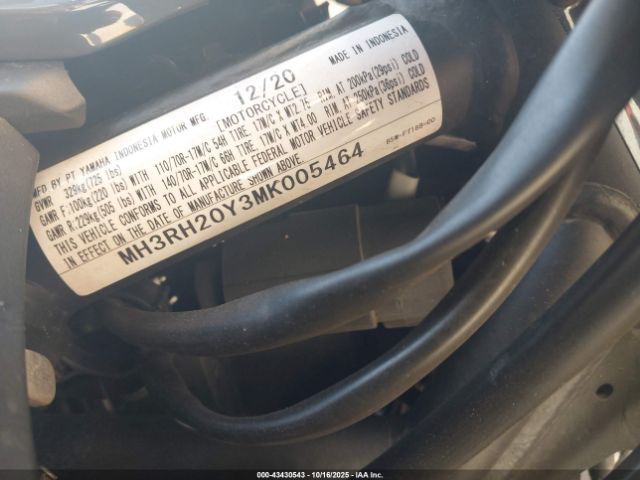 MFG BY PT YAMAHA INDONESIA MOTOR MFG. 12/20 MADE IN INDONESIA
GVWR 329kg(725 lbs) [MOTORCYCLE]
GAWR F:100kg(220 lbs) WITH 110/70R-17M/C 54H TIRE, 17M/C X MT2.75 RIM AT 200kPa(29psi) COLD
GAWR R:229kg(505 lbs) WITH 140/70R-17M/C 66H TIRE, 17M/C X MT4.00 RIM AT 250kPa(36psi) COLD
THIS VEHICLE CONFORMS TO ALL APPLICABLE FEDERAL MOTOR VEHICLE SAFETY STANDARDS
IN EFFECT ON THE DATE OF MANUFACTURE SHOWN ABOVE.
MH3RH20Y3MK005464
000-43430543 10/16/2025 IAAI.com